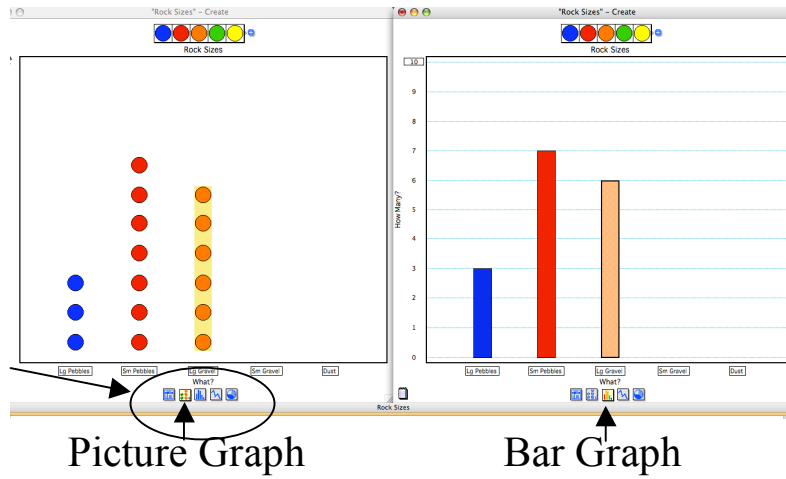 "Rock Sizes" – Create
Rock Sizes
Lg Pebbles
Sm Pebbles
Lg Gravel
Sm Gravel
Dust
What?
"Rock Sizes" – Create
Rock Sizes
10
9
8
7
6
5
4
3
2
1
0
How Many?
Lg Pebbles
Sm Pebbles
Lg Gravel
Sm Gravel
Dust
What?
Rock Sizes
Picture Graph
Bar Graph